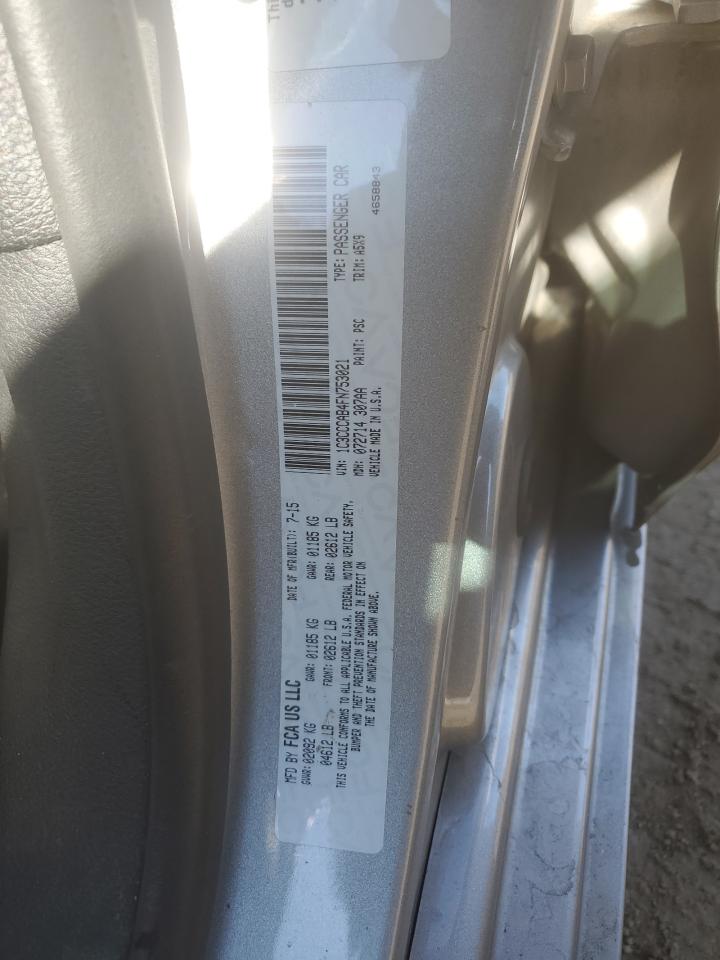 MFD BY FCA US LLC DATE OF MFR(BUILT): 7-15
GVWR: 02092 KG GAWR: 01185 KG GAWR: 01185 KG
04612 LB FRONT: 02612 LB REAR: 02612 LB
THIS VEHICLE CONFORMS TO ALL APPLICABLE U.S.A. FEDERAL MOTOR VEHICLE SAFETY,
BUMPER AND THEFT PREVENTION STANDARDS IN EFFECT ON
THE DATE OF MANUFACTURE SHOWN ABOVE.
VIN: 1C3CCCAB4FN753021 TYPE: PASSENGER CAR
MDH: 072714 307AA PAINT: PSC TRIM: A5X9
VEHICLE MADE IN U.S.A. 4658843